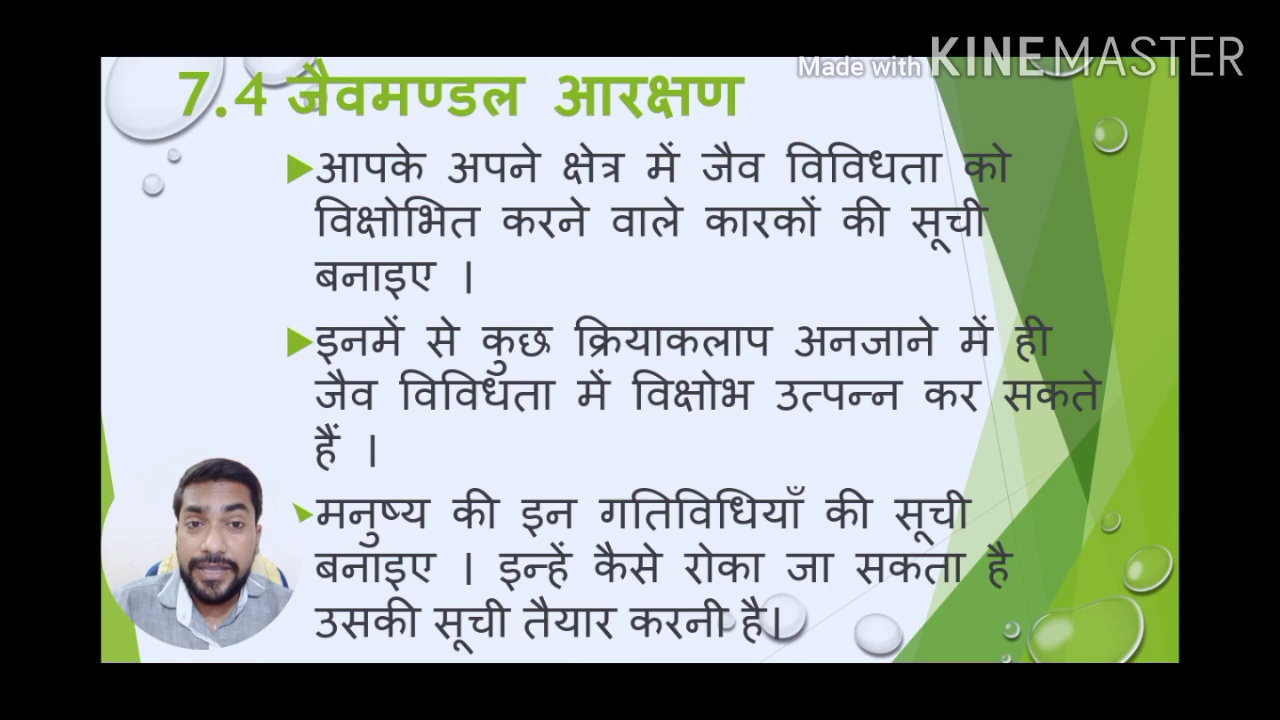 Made with KINEMASTER
7.4 जैवमण्डल आरक्षण
आपके अपने क्षेत्र में जैव विविधता को
विक्षोभित करने वाले कारकों की सूची
बनाइए ।
इनमें से कुछ क्रियाकलाप अनजाने में ही
जैव विविधता में विक्षोभ उत्पन्न कर सकते
हैं ।
मनुष्य की इन गतिविधियाँ की सूची
बनाइए । इन्हें कैसे रोका जा सकता है
उसकी सूची तैयार करनी है।